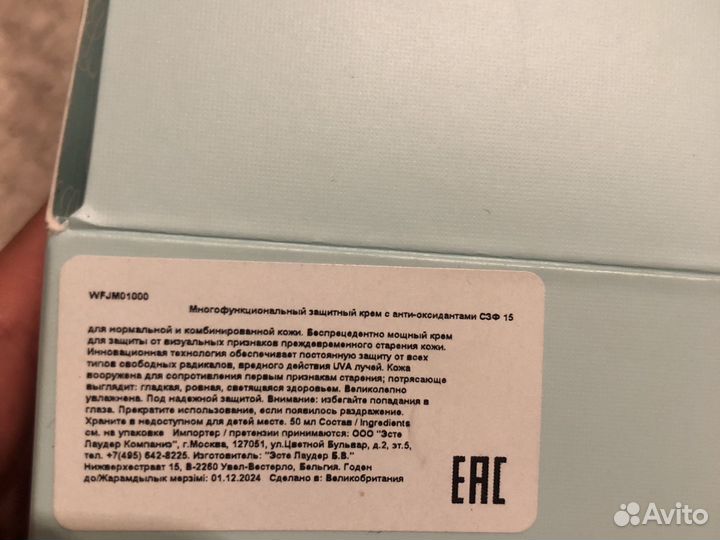 WFJM01000
Многофункциональный защитный крем с анти-оксидантами СЗФ 15
для нормальной и комбинированной кожи. Беспрецедентно мощный крем
для защиты от визуальных признаков преждевременного старения кожи.
Инновационная технология обеспечивает постоянную защиту от всех
типов свободных радикалов, вредного действия UVA лучей. Кожа
вооружена для сопротивления первым признакам старения; потрясающе
выглядит: гладкая, ровная, светящаяся здоровьем. Великолепно
увлажнена. Под надежной защитой. Внимание: избегайте попадания в
глаза. Прекратите использование, если появилось раздражение.
Храните в недоступном для детей месте. 50 мл Состав / Ingredients
см. на упаковке Импортер / претензии принимаются: ООО "Эсте
Лаудер Компаниз", г.Москва, 127051, ул.Цветной Бульвар, д.2, эт.5,
тел. +7(495) 642-8225. Изготовитель: "Эсте Лаудер Б.В."
Нижверхестраат 15, B-2260 Увел-Вестерло, Бельгия. Годен
до/Жарамдылык мерзімі: 01.12.2024 Сделано в: Великобритания
EAC
Avito